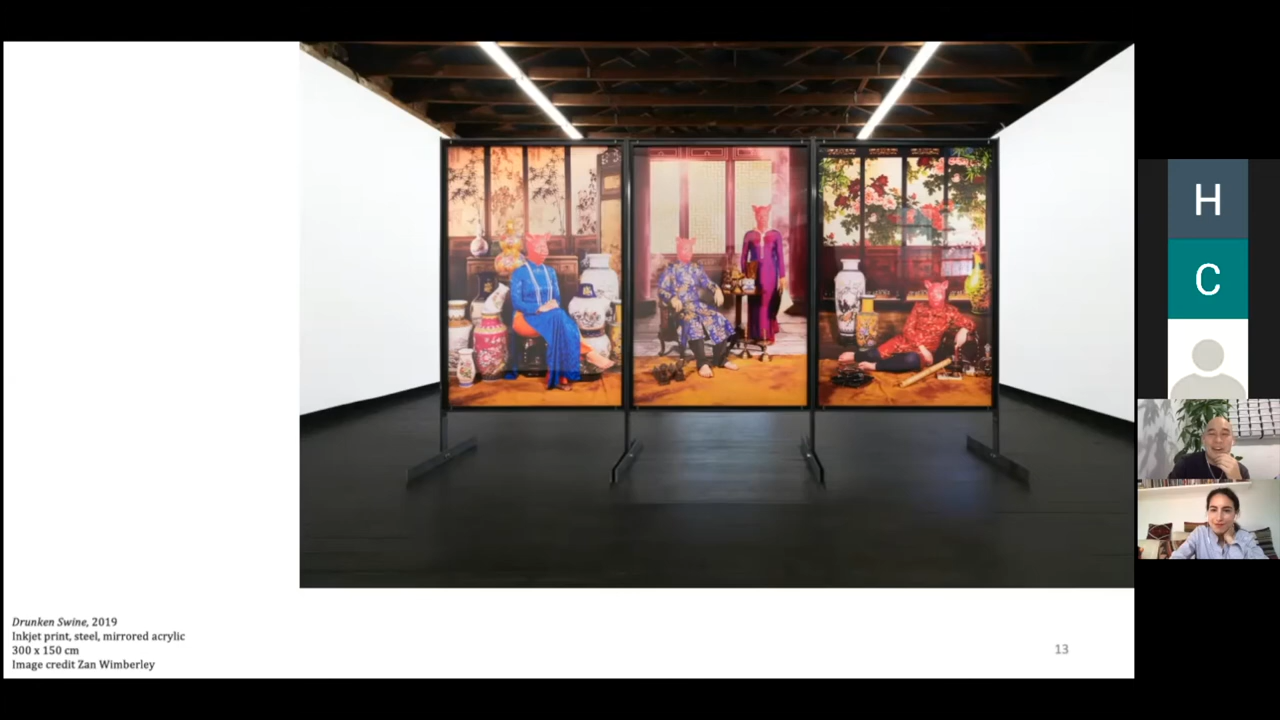 H
C
Drunken Swine, 2019
Inkjet print, steel, mirrored acrylic
300 x 150 cm
Image credit Zan Wimberley
13